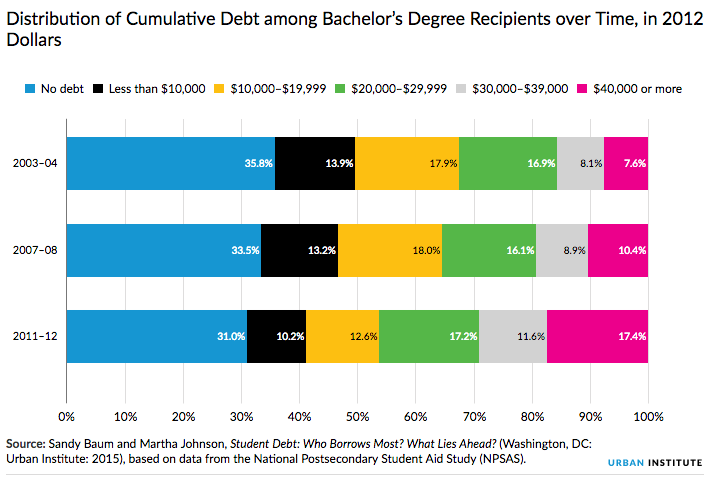 Distribution of Cumulative Debt among Bachelor’s Degree Recipients over Time, in 2012
Dollars
No debt Less than $10,000 $10,000–$19,999 $20,000–$29,999 $30,000–$39,000 $40,000 or more
2003–04 35.8% 13.9% 17.9% 16.9% 8.1% 7.6%
2007–08 33.5% 13.2% 18.0% 16.1% 8.9% 10.4%
2011–12 31.0% 10.2% 12.6% 17.2% 11.6% 17.4%
0% 10% 20% 30% 40% 50% 60% 70% 80% 90% 100%
Source: Sandy Baum and Martha Johnson, Student Debt: Who Borrows Most? What Lies Ahead? (Washington, DC:
Urban Institute: 2015), based on data from the National Postsecondary Student Aid Study (NPSAS).
URBAN INSTITUTE